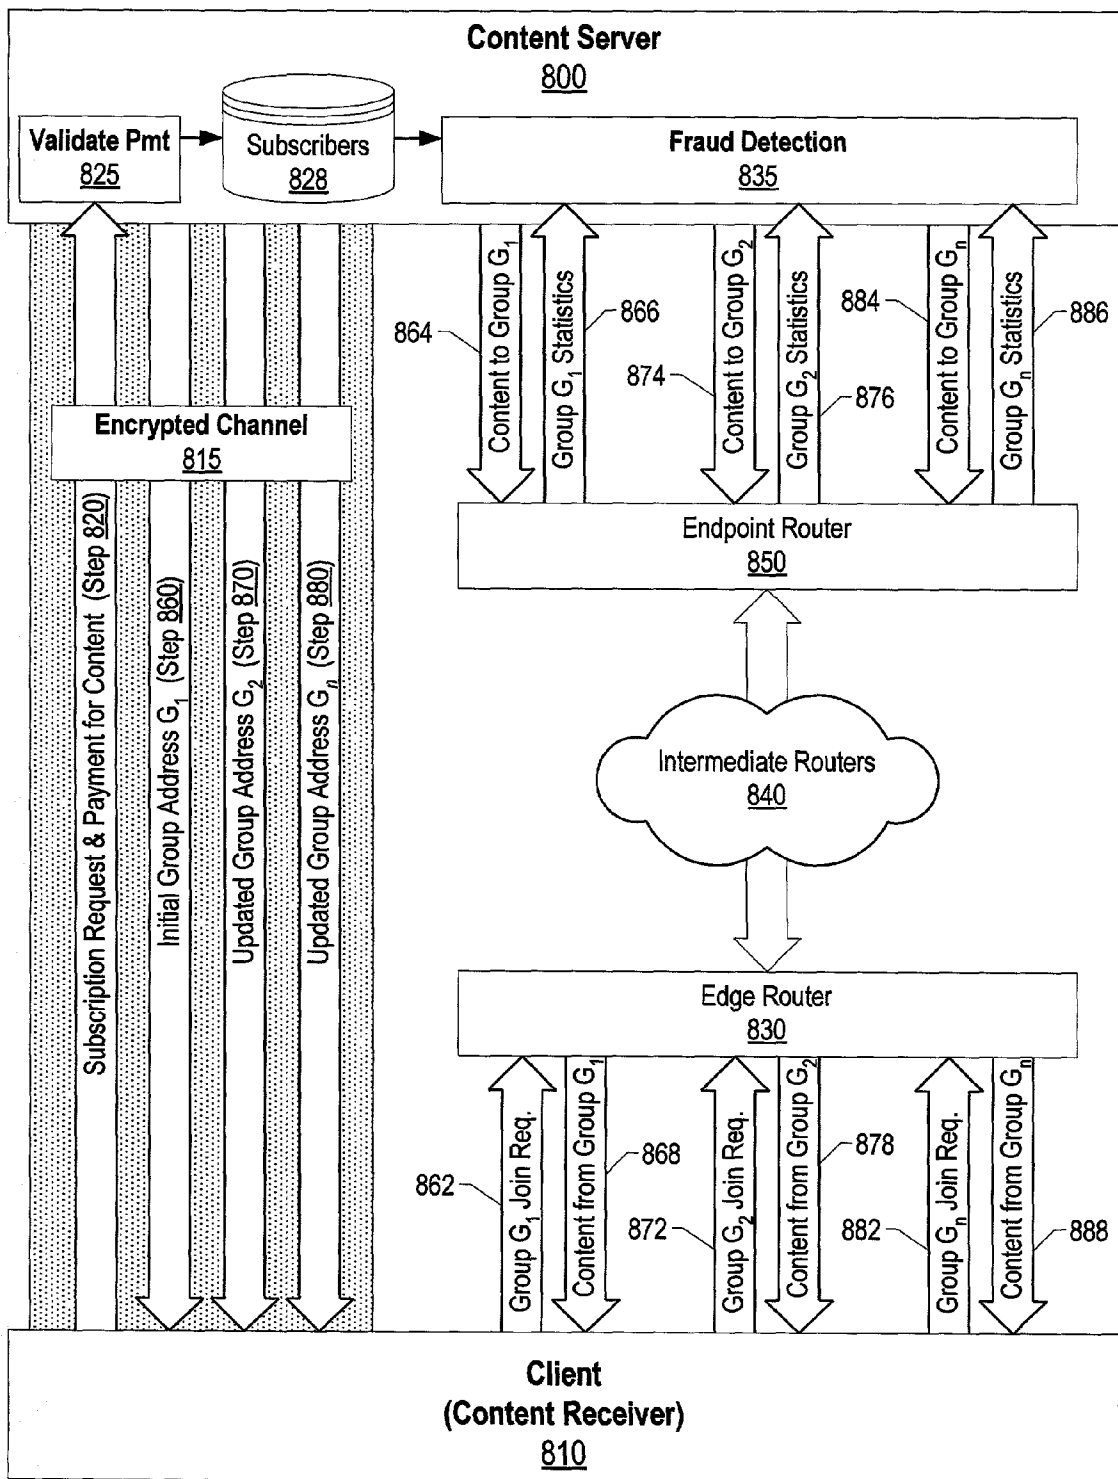 Content Server
800
Validate Pmt
825
Subscribers
828
Fraud Detection
835
Content to Group G1
864
Group G1 Statistics
866
Content to Group G2
874
Group G2 Statistics
876
Content to Group Gn
884
Group Gn Statistics
886
Encrypted Channel
815
Subscription Request & Payment for Content (Step 820)
Initial Group Address G1 (Step 860)
Updated Group Address G2 (Step 870)
Updated Group Address Gn (Step 880)
Endpoint Router
850
Intermediate Routers
840
Edge Router
830
Group G1 Join Req.
862
Content from Group G1
868
Group G2 Join Req.
872
Content from Group G2
878
Group Gn Join Req.
882
Content from Group Gn
888
Client
(Content Receiver)
810